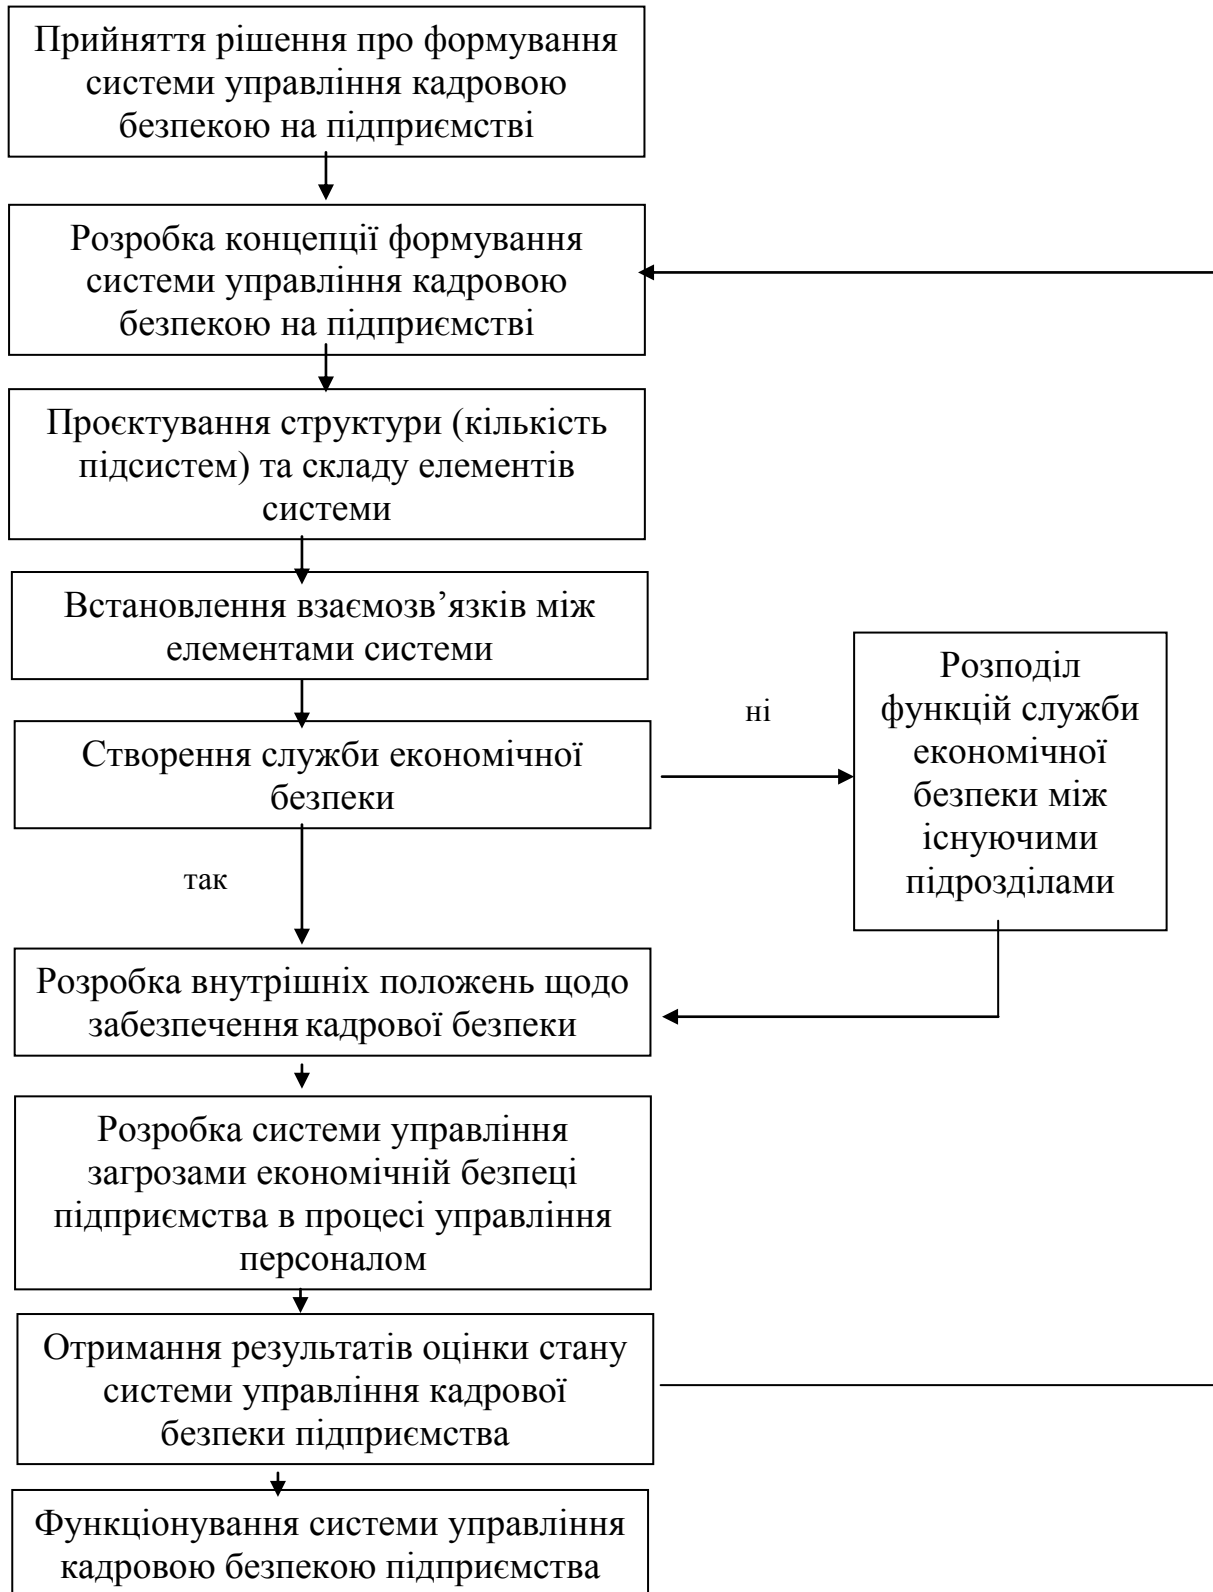 Прийняття рішення про формування
системи управління кадровою
безпекою на підприємстві
Розробка концепції формування
системи управління кадровою
безпекою на підприємстві
Проєктування структури (кількість
підсистем) та складу елементів
системи
Встановлення взаємозв’язків між
елементами системи
Створення служби економічної
безпеки
ні
Розподіл
функцій служби
економічної
безпеки між
існуючими
підрозділами
так
Розробка внутрішніх положень щодо
забезпечення кадрової безпеки
Розробка системи управління
загрозами економічній безпеці
підприємства в процесі управління
персоналом
Отримання результатів оцінки стану
системи управління кадрової
безпеки підприємства
Функціонування системи управління
кадровою безпекою підприємства